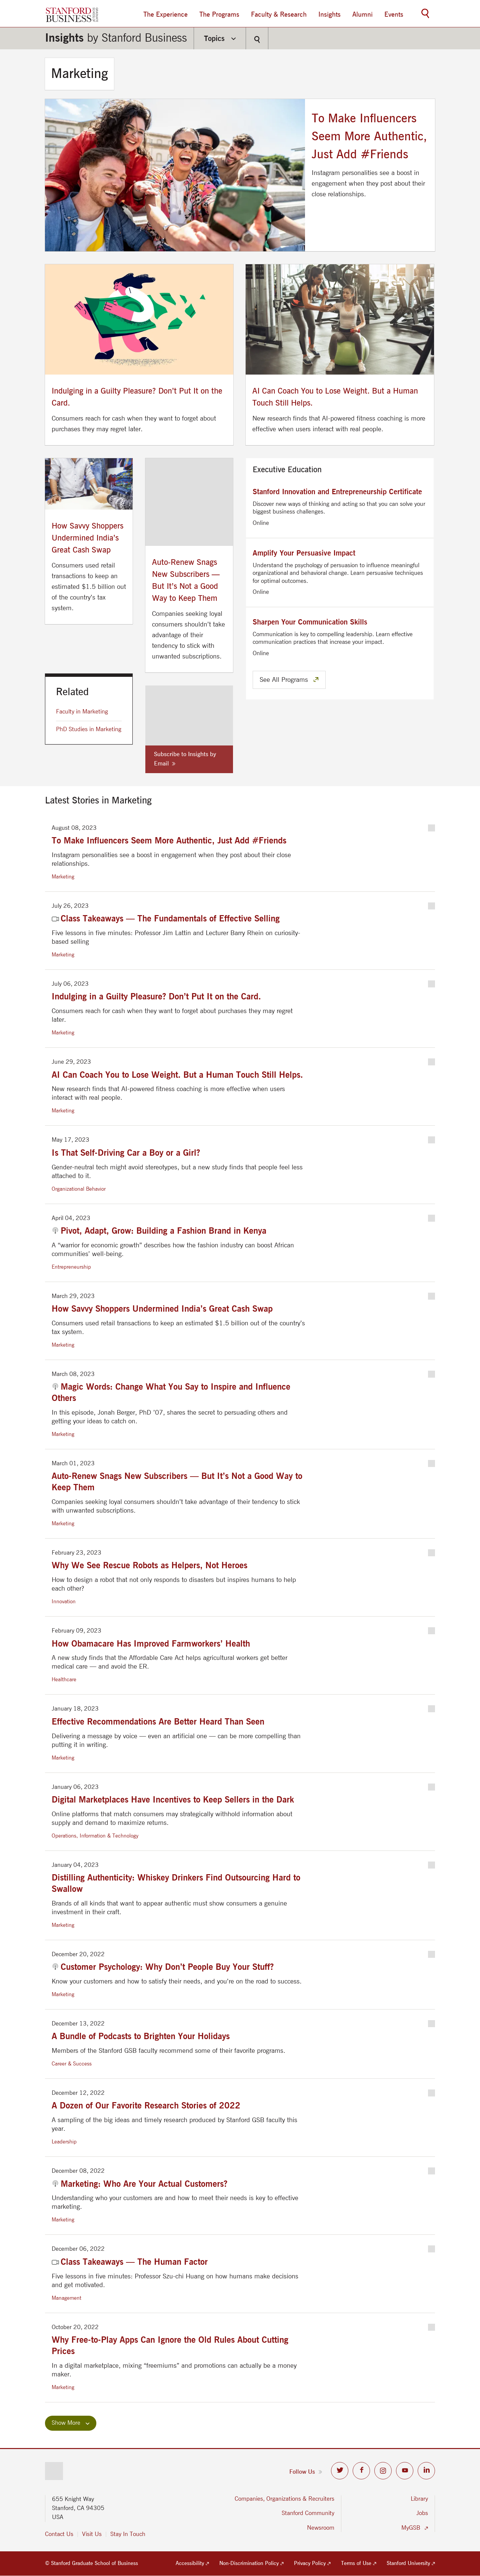 STANFORD
BUSINESS
The Experience
The Programs
Faculty & Research
Insights
Alumni
Events
Insights by Stanford Business
Topics
Marketing
To Make Influencers
Seem More Authentic,
Just Add #Friends
Instagram personalities see a boost in
engagement when they post about their
close relationships.
Indulging in a Guilty Pleasure? Don't Put It on the
Card.
Consumers reach for cash when they want to forget about
purchases they may regret later.
AI Can Coach You to Lose Weight. But a Human
Touch Still Helps.
New research finds that AI-powered fitness coaching is more
effective when users interact with real people.
How Savvy Shoppers
Undermined India's
Great Cash Swap
Consumers used retail
transactions to keep an
estimated $1.5 billion out
of the country's tax
system.
Auto-Renew Snags
New Subscribers —
But It's Not a Good
Way to Keep Them
Companies seeking loyal
consumers shouldn't take
advantage of their
tendency to stick with
unwanted subscriptions.
Executive Education
Stanford Innovation and Entrepreneurship Certificate
Discover new ways of thinking and acting so that you can solve your
biggest business challenges.
Online
Amplify Your Persuasive Impact
Understand the psychology of persuasion to influence meaningful
organizational and behavioral change. Learn persuasive techniques
for optimal outcomes.
Online
Sharpen Your Communication Skills
Communication is key to compelling leadership. Learn effective
communication practices that increase your impact.
Online
See All Programs
Related
Faculty in Marketing
PhD Studies in Marketing
Subscribe to Insights by
Email »
Latest Stories in Marketing
August 08, 2023
To Make Influencers Seem More Authentic, Just Add #Friends
Instagram personalities see a boost in engagement when they post about their close
relationships.
Marketing
July 26, 2023
Class Takeaways — The Fundamentals of Effective Selling
Five lessons in five minutes: Professor Jim Lattin and Lecturer Barry Rhein on curiosity-
based selling
Marketing
July 06, 2023
Indulging in a Guilty Pleasure? Don't Put It on the Card.
Consumers reach for cash when they want to forget about purchases they may regret
later.
Marketing
June 29, 2023
AI Can Coach You to Lose Weight. But a Human Touch Still Helps.
New research finds that AI-powered fitness coaching is more effective when users
interact with real people.
Marketing
May 17, 2023
Is That Self-Driving Car a Boy or a Girl?
Gender-neutral tech might avoid stereotypes, but a new study finds that people feel less
attached to it.
Organizational Behavior
April 04, 2023
Pivot, Adapt, Grow: Building a Fashion Brand in Kenya
A "warrior for economic growth" describes how the fashion industry can boost African
communities' well-being.
Entrepreneurship
March 29, 2023
How Savvy Shoppers Undermined India's Great Cash Swap
Consumers used retail transactions to keep an estimated $1.5 billion out of the country's
tax system.
Marketing
March 08, 2023
Magic Words: Change What You Say to Inspire and Influence
Others
In this episode, Jonah Berger, PhD '07, shares the secret to persuading others and
getting your ideas to catch on.
Marketing
March 01, 2023
Auto-Renew Snags New Subscribers — But It's Not a Good Way to
Keep Them
Companies seeking loyal consumers shouldn't take advantage of their tendency to stick
with unwanted subscriptions.
Marketing
February 23, 2023
Why We See Rescue Robots as Helpers, Not Heroes
How to design a robot that not only responds to disasters but inspires humans to help
each other?
Innovation
February 09, 2023
How Obamacare Has Improved Farmworkers' Health
A new study finds that the Affordable Care Act helps agricultural workers get better
medical care — and avoid the ER.
Healthcare
January 18, 2023
Effective Recommendations Are Better Heard Than Seen
Delivering a message by voice — even an artificial one — can be more compelling than
putting it in writing.
Marketing
January 06, 2023
Digital Marketplaces Have Incentives to Keep Sellers in the Dark
Online platforms that match consumers may strategically withhold information about
supply and demand to maximize returns.
Operations, Information & Technology
January 04, 2023
Distilling Authenticity: Whiskey Drinkers Find Outsourcing Hard to
Swallow
Brands of all kinds that want to appear authentic must show consumers a genuine
investment in their craft.
Marketing
December 20, 2022
Customer Psychology: Why Don't People Buy Your Stuff?
Know your customers and how to satisfy their needs, and you're on the road to success.
Marketing
December 13, 2022
A Bundle of Podcasts to Brighten Your Holidays
Members of the Stanford GSB faculty recommend some of their favorite programs.
Career & Success
December 12, 2022
A Dozen of Our Favorite Research Stories of 2022
A sampling of the big ideas and timely research produced by Stanford GSB faculty this
year.
Leadership
December 08, 2022
Marketing: Who Are Your Actual Customers?
Understanding who your customers are and how to meet their needs is key to effective
marketing.
Marketing
December 06, 2022
Class Takeaways — The Human Factor
Five lessons in five minutes: Professor Szu-chi Huang on how humans make decisions
and get motivated.
Management
October 20, 2022
Why Free-to-Play Apps Can Ignore the Old Rules About Cutting
Prices
In a digital marketplace, mixing "freemiums" and promotions can actually be a money
maker.
Marketing
Show More
Follow Us
655 Knight Way
Stanford, CA 94305
USA
Contact Us
Visit Us
Stay In Touch
Companies, Organizations & Recruiters
Stanford Community
Newsroom
Library
Jobs
MyGSB
© Stanford Graduate School of Business
Accessibility
Non-Discrimination Policy
Privacy Policy
Terms of Use
Stanford University